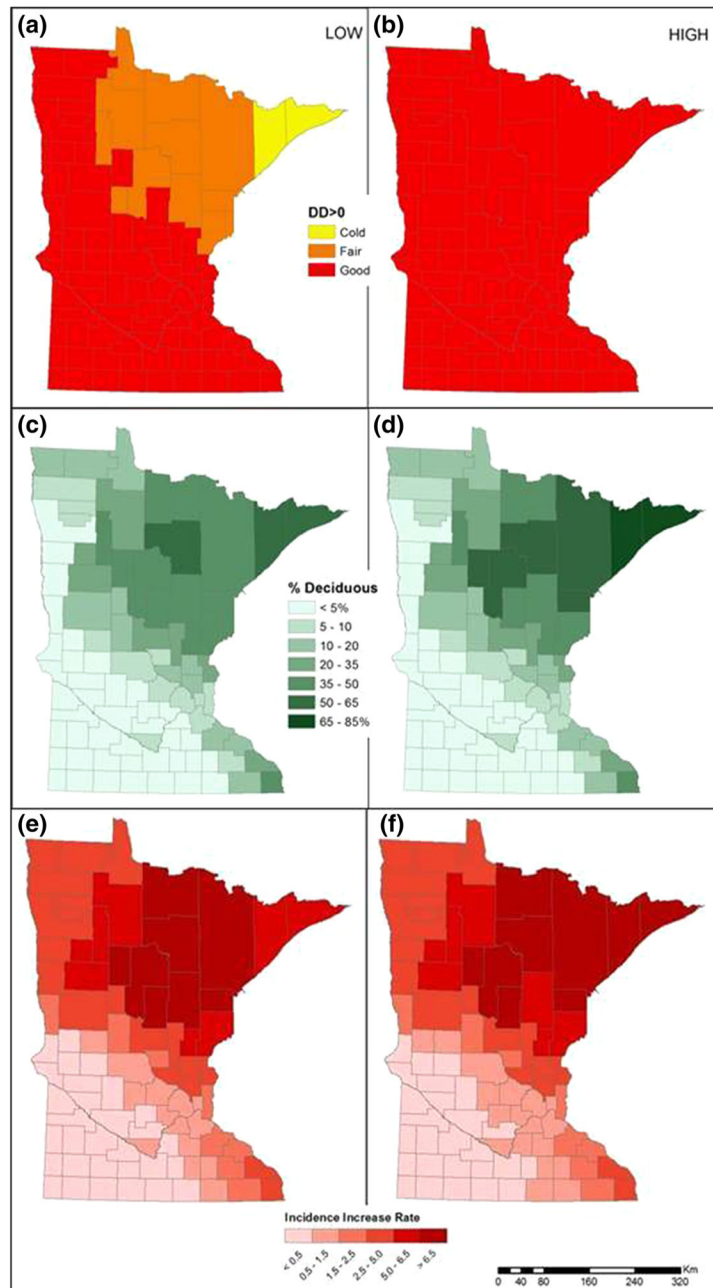 (a)
LOW
(b)
HIGH
DD>0
Cold
Fair
Good
(c)
(d)
% Deciduous
< 5%
5 - 10
10 - 20
20 - 35
35 - 50
50 - 65
65 - 85%
(e)
(f)
Incidence Increase Rate
< 0.5
0.5 - 1.5
1.5 - 2.5
2.5 - 5.0
5.0 - 6.5
> 6.5
Km
0 40 80 160 240 320